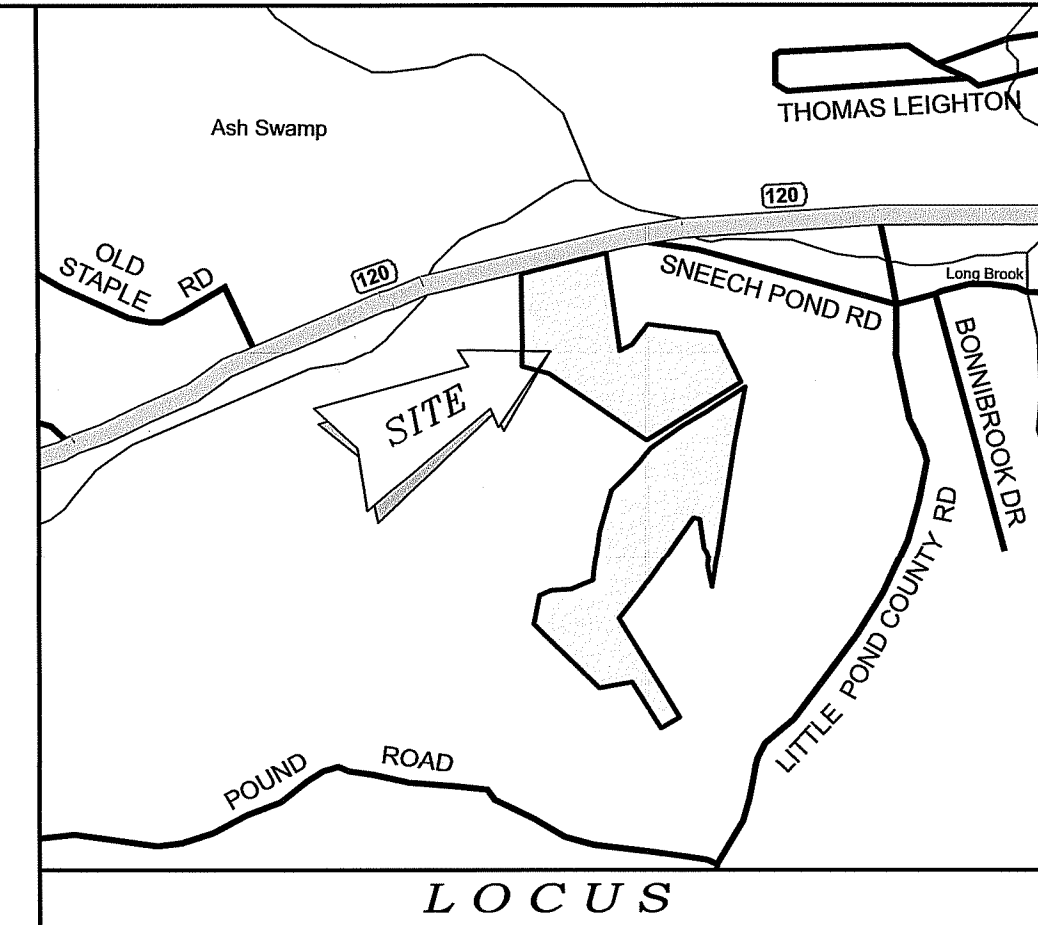 THOMAS LEIGHTON
Ash Swamp
120
OLD
STAPLE RD
120
SNEECH POND RD
Long Brook
BONNIBROOK DR
SITE
LITTLE POND COUNTY RD
POUND ROAD
LOCUS